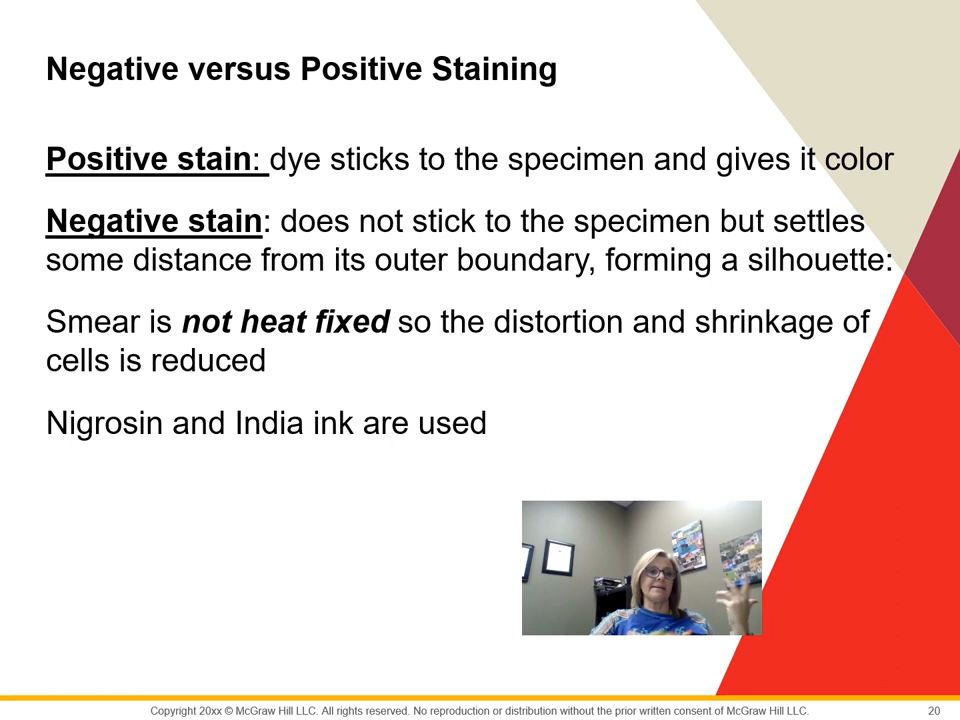 Negative versus Positive Staining
Positive stain: dye sticks to the specimen and gives it color
Negative stain: does not stick to the specimen but settles
some distance from its outer boundary, forming a silhouette:
Smear is not heat fixed so the distortion and shrinkage of
cells is reduced
Nigrosin and India ink are used
Copyright 20xx © McGraw Hill LLC. All rights reserved. No reproduction or distribution without the prior written consent of McGraw Hill LLC.
20